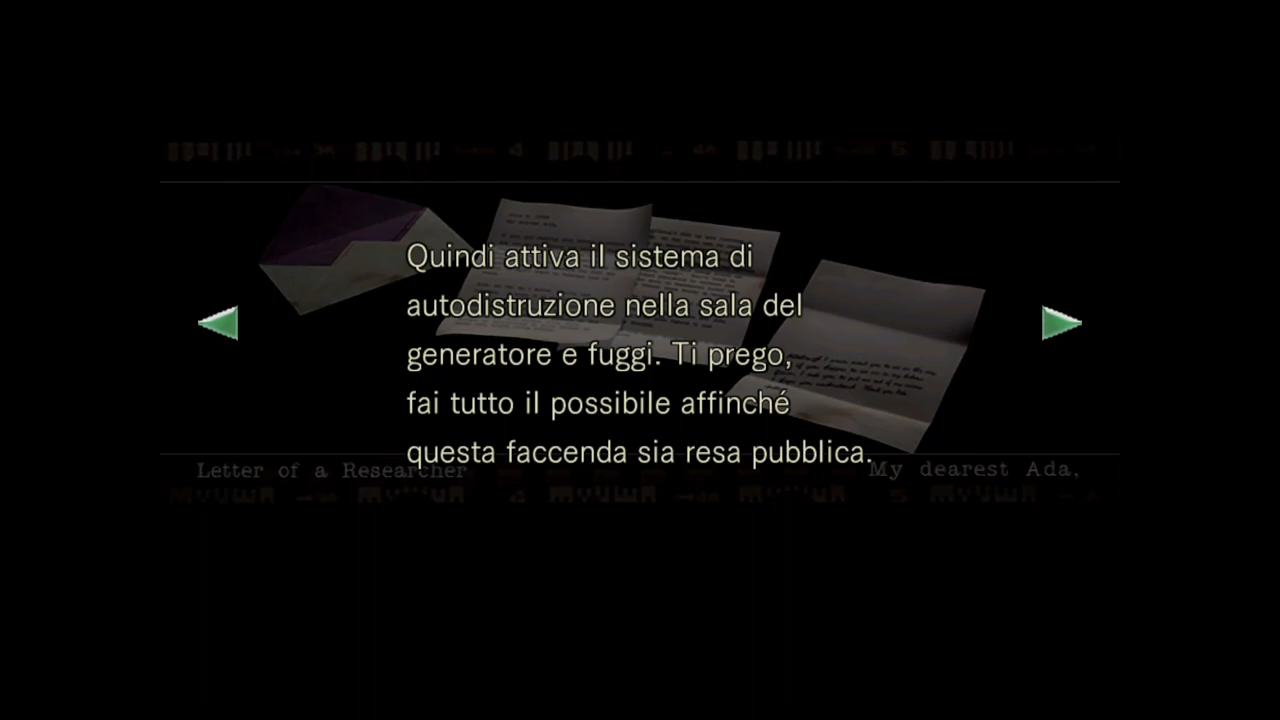 Quindi attiva il sistema di
autodistruzione nella sala del
generatore e fuggi. Ti prego,
fai tutto il possibile affinché
questa faccenda sia resa pubblica.
Letter of a Researcher
My dearest Ada,